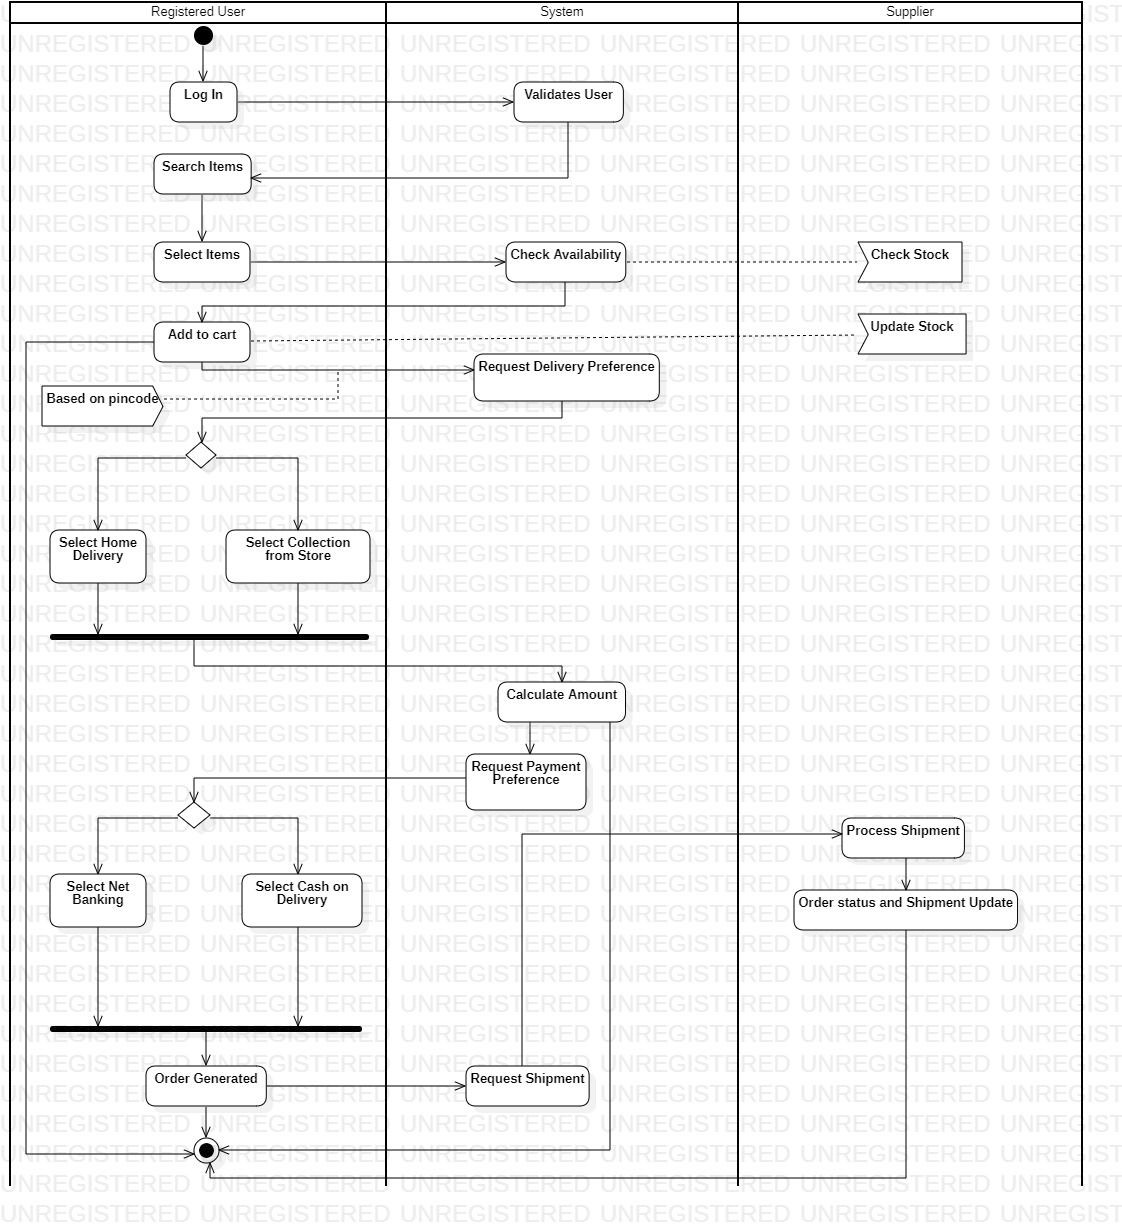 Registered User
System
Supplier
Log In
Validates User
Search Items
Select Items
Check Availability
Check Stock
Add to cart
Update Stock
Request Delivery Preference
Based on pincode
Select Home
Delivery
Select Collection
from Store
Calculate Amount
Request Payment
Preference
Process Shipment
Select Net
Banking
Select Cash on
Delivery
Order status and Shipment Update
Order Generated
Request Shipment
UNREGISTERED